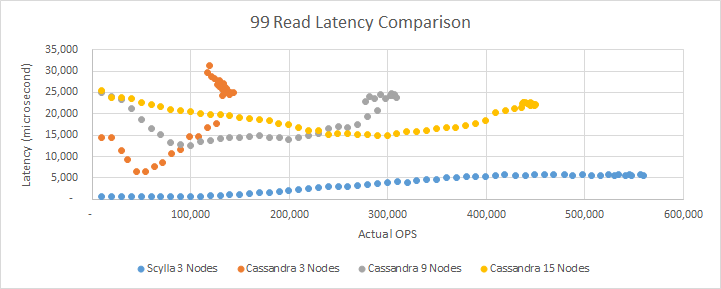 99 Read Latency Comparison
35,000
30,000
25,000
20,000
15,000
10,000
5,000
-
Latency (microsecond)
- 100,000 200,000 300,000 400,000 500,000 600,000
Actual OPS
Scylla 3 Nodes Cassandra 3 Nodes Cassandra 9 Nodes Cassandra 15 Nodes